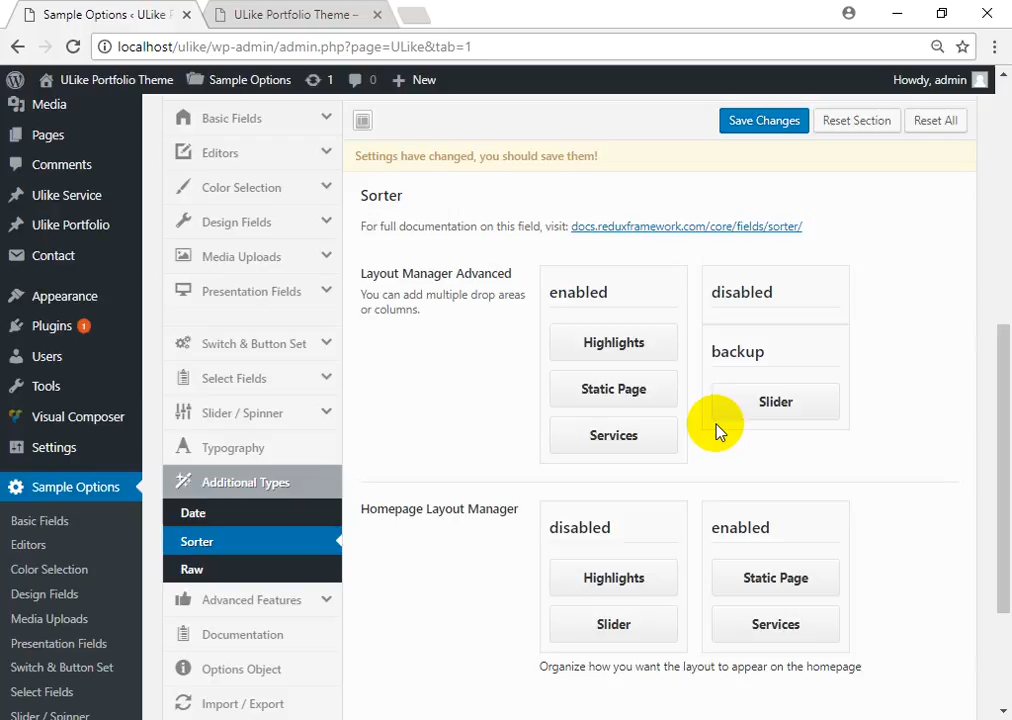 Sample Options ‹ ULike P
ULike Portfolio Theme –
localhost/ulike/wp-admin/admin.php?page=ULike&tab=1
ULike Portfolio Theme
Sample Options
1
0
New
Howdy, admin
Media
Pages
Comments
Ulike Service
Ulike Portfolio
Contact
Appearance
Plugins 1
Users
Tools
Visual Composer
Settings
Sample Options
Basic Fields
Editors
Color Selection
Design Fields
Media Uploads
Presentation Fields
Switch & Button Set
Select Fields
Slider / Spinner
Basic Fields
Editors
Color Selection
Design Fields
Media Uploads
Presentation Fields
Switch & Button Set
Select Fields
Slider / Spinner
Typography
Additional Types
Date
Sorter
Raw
Advanced Features
Documentation
Options Object
Import / Export
Save Changes
Reset Section
Reset All
Settings have changed, you should save them!
Sorter
For full documentation on this field, visit: docs.reduxframework.com/core/fields/sorter/
Layout Manager Advanced
You can add multiple drop areas
or columns.
enabled
Highlights
Static Page
Services
disabled
backup
Slider
Homepage Layout Manager
disabled
Highlights
Slider
enabled
Static Page
Services
Organize how you want the layout to appear on the homepage